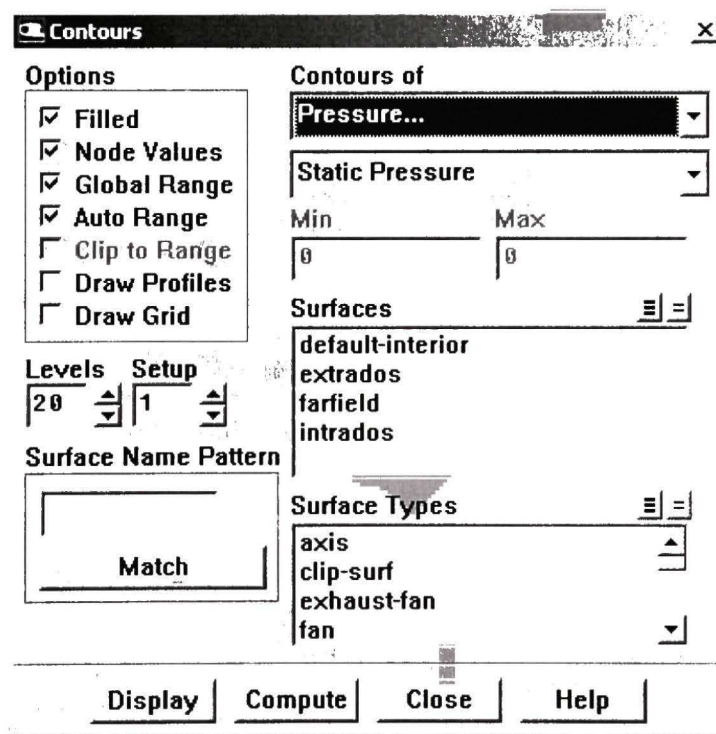 Contours
Options
Filled
Node Values
Global Range
Auto Range
Clip to Range
Draw Profiles
Draw Grid
Levels Setup
20 1
Surface Name Pattern
Match
Contours of
Pressure...
Static Pressure
Min Max
0 0
Surfaces
default-interior
extrados
farfield
intrados
Surface Types
axis
clip-surf
exhaust-fan
fan
Display Compute Close Help